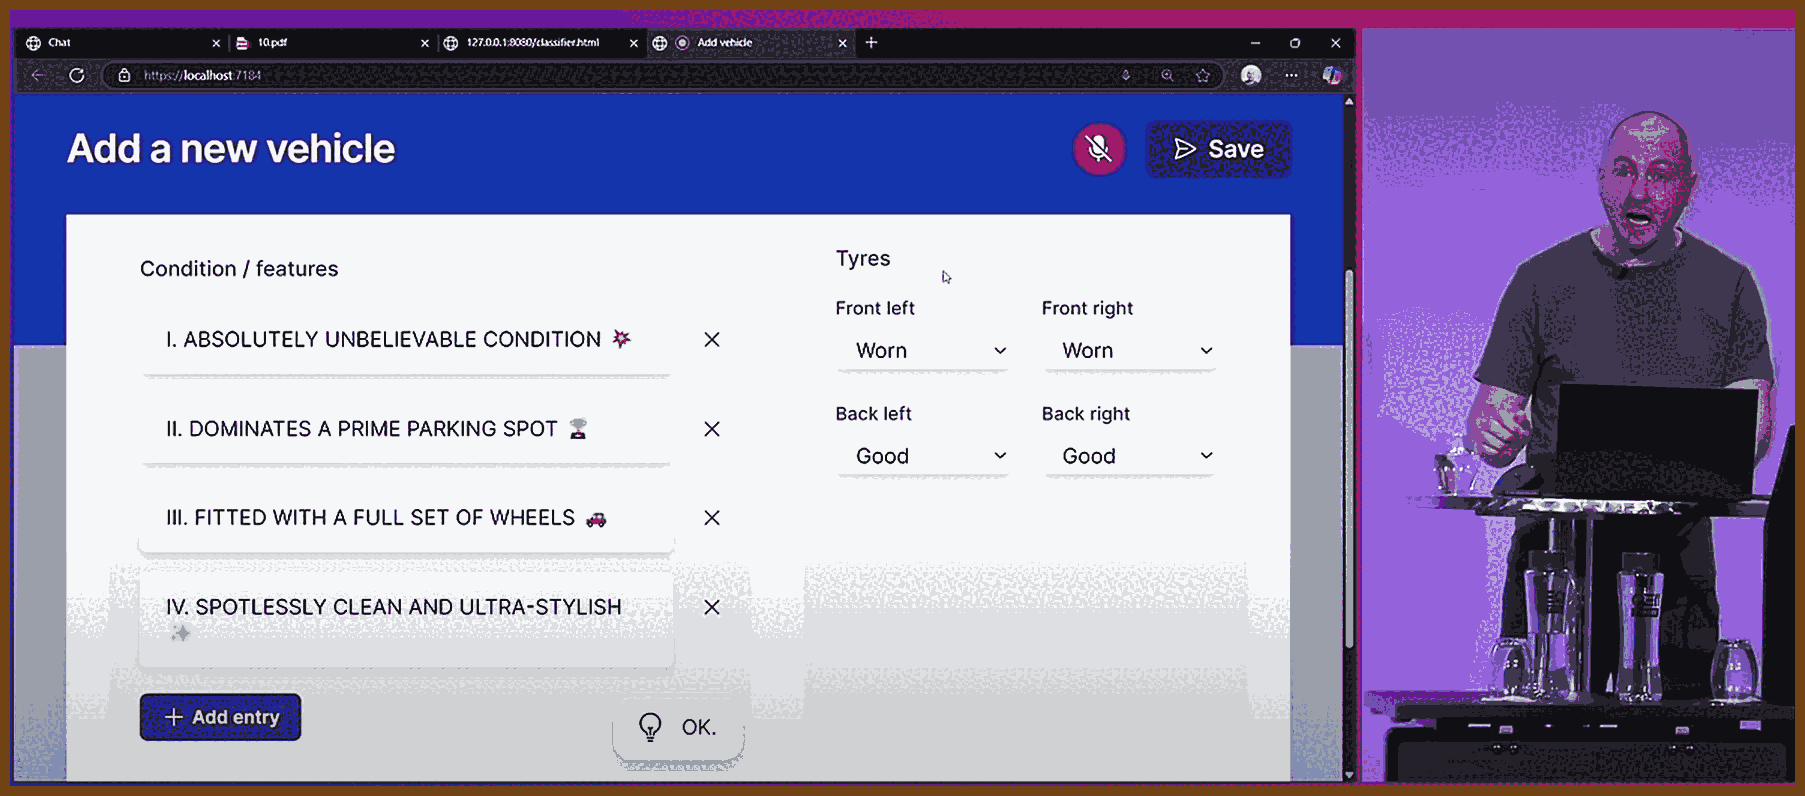 Chat
10.pdf
127.0.0.1:8080/classifier.html
Add vehicle
https://localhost:7184
Add a new vehicle
Save
Condition / features
I. ABSOLUTELY UNBELIEVABLE CONDITION 💥
II. DOMINATES A PRIME PARKING SPOT 🏆
III. FITTED WITH A FULL SET OF WHEELS 🚗
IV. SPOTLESSLY CLEAN AND ULTRA-STYLISH
✨
Add entry
OK.
Tyres
Front left
Front right
Worn
Worn
Back left
Back right
Good
Good